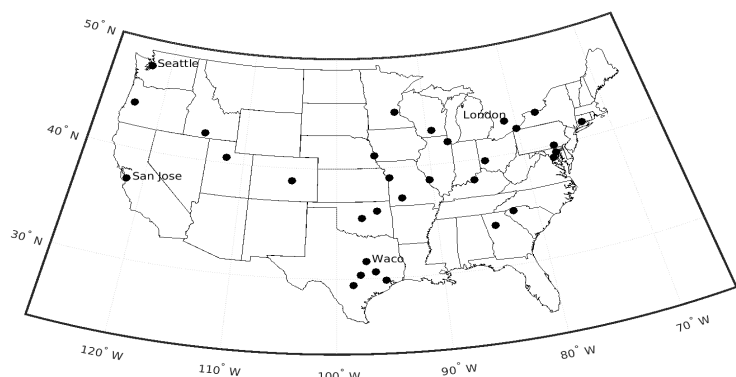 50° N
Seattle
London
40° N
San Jose
30° N
Waco
70° W
80° W
90° W
100° W
110° W
120° W